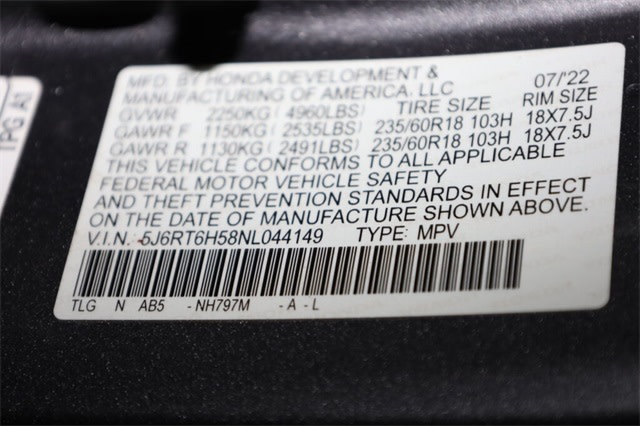 MFD. BY HONDA DEVELOPMENT &
MANUFACTURING OF AMERICA, LLC 07/'22
GVWR 2250KG ( 4960LBS) TIRE SIZE RIM SIZE
GAWR F 1150KG ( 2535LBS) 235/60R18 103H 18X7.5J
GAWR R 1130KG ( 2491LBS) 235/60R18 103H 18X7.5J
THIS VEHICLE CONFORMS TO ALL APPLICABLE
FEDERAL MOTOR VEHICLE SAFETY
AND THEFT PREVENTION STANDARDS IN EFFECT
ON THE DATE OF MANUFACTURE SHOWN ABOVE.
V.I.N. 5J6RT6H58NL044149 TYPE: MPV
TLG N AB5 - NH797M - A - L